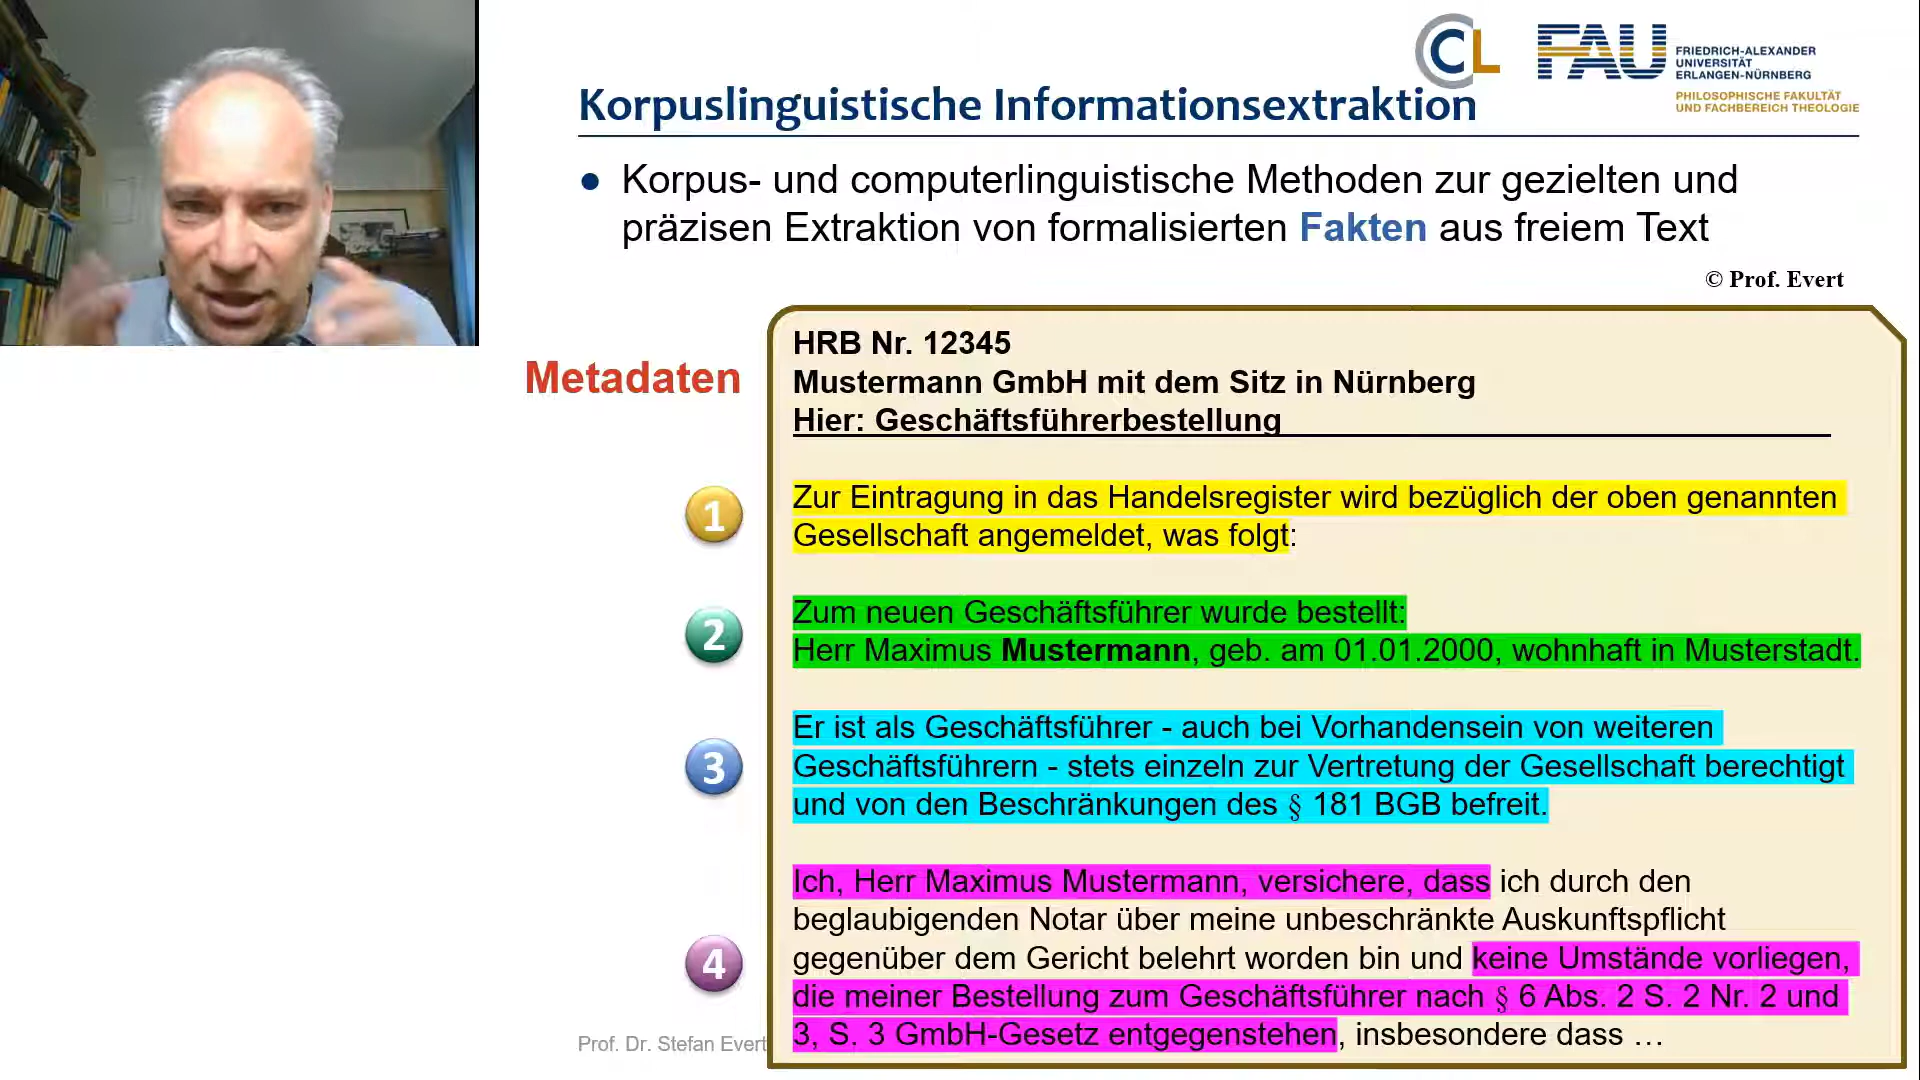 CL
FAU
FRIEDRICH-ALEXANDER
UNIVERSITÄT
ERLANGEN-NÜRNBERG
PHILOSOPHISCHE FAKULTÄT
UND FACHBEREICH THEOLOGIE
Korpuslinguistische Informationsextraktion
● Korpus- und computerlinguistische Methoden zur gezielten und
präzisen Extraktion von formalisierten Fakten aus freiem Text
© Prof. Evert
Metadaten
HRB Nr. 12345
Mustermann GmbH mit dem Sitz in Nürnberg
Hier: Geschäftsführerbestellung
1
Zur Eintragung in das Handelsregister wird bezüglich der oben genannten
Gesellschaft angemeldet, was folgt:
2
Zum neuen Geschäftsführer wurde bestellt:
Herr Maximus Mustermann, geb. am 01.01.2000, wohnhaft in Musterstadt.
3
Er ist als Geschäftsführer - auch bei Vorhandensein von weiteren
Geschäftsführern - stets einzeln zur Vertretung der Gesellschaft berechtigt
und von den Beschränkungen des § 181 BGB befreit.
4
Ich, Herr Maximus Mustermann, versichere, dass ich durch den
beglaubigenden Notar über meine unbeschränkte Auskunftspflicht
gegenüber dem Gericht belehrt worden bin und keine Umstände vorliegen,
die meiner Bestellung zum Geschäftsführer nach § 6 Abs. 2 S. 2 Nr. 2 und
3, S. 3 GmbH-Gesetz entgegenstehen, insbesondere dass …
Prof. Dr. Stefan Evert